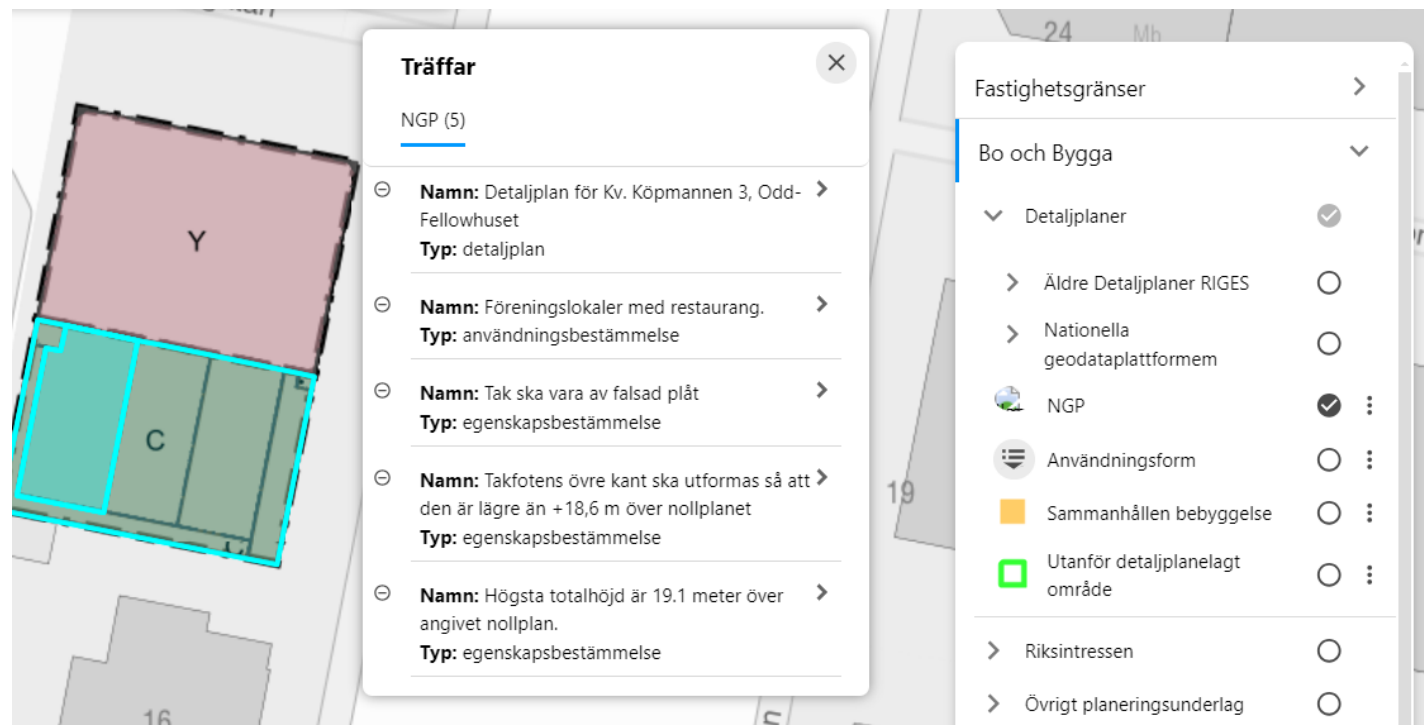 24
Mb
Y
C
19
16
Träffar
NGP (5)
Namn: Detaljplan för Kv. Köpmannen 3, Odd-
Fellowhuset
Typ: detaljplan
Namn: Föreningslokaler med restaurang.
Typ: användningsbestämmelse
Namn: Tak ska vara av falsad plåt
Typ: egenskapsbestämmelse
Namn: Takfotens övre kant ska utformas så att
den är lägre än +18,6 m över nollplanet
Typ: egenskapsbestämmelse
Namn: Högsta totalhöjd är 19.1 meter över
angivet nollplan.
Typ: egenskapsbestämmelse
Fastighetsgränser
Bo och Bygga
Detaljplaner
Äldre Detaljplaner RIGES
Nationella
geodataplattformem
NGP
Användningsform
Sammanhållen bebyggelse
Utanför detaljplanelagt
område
Riksintressen
Övrigt planeringsunderlag